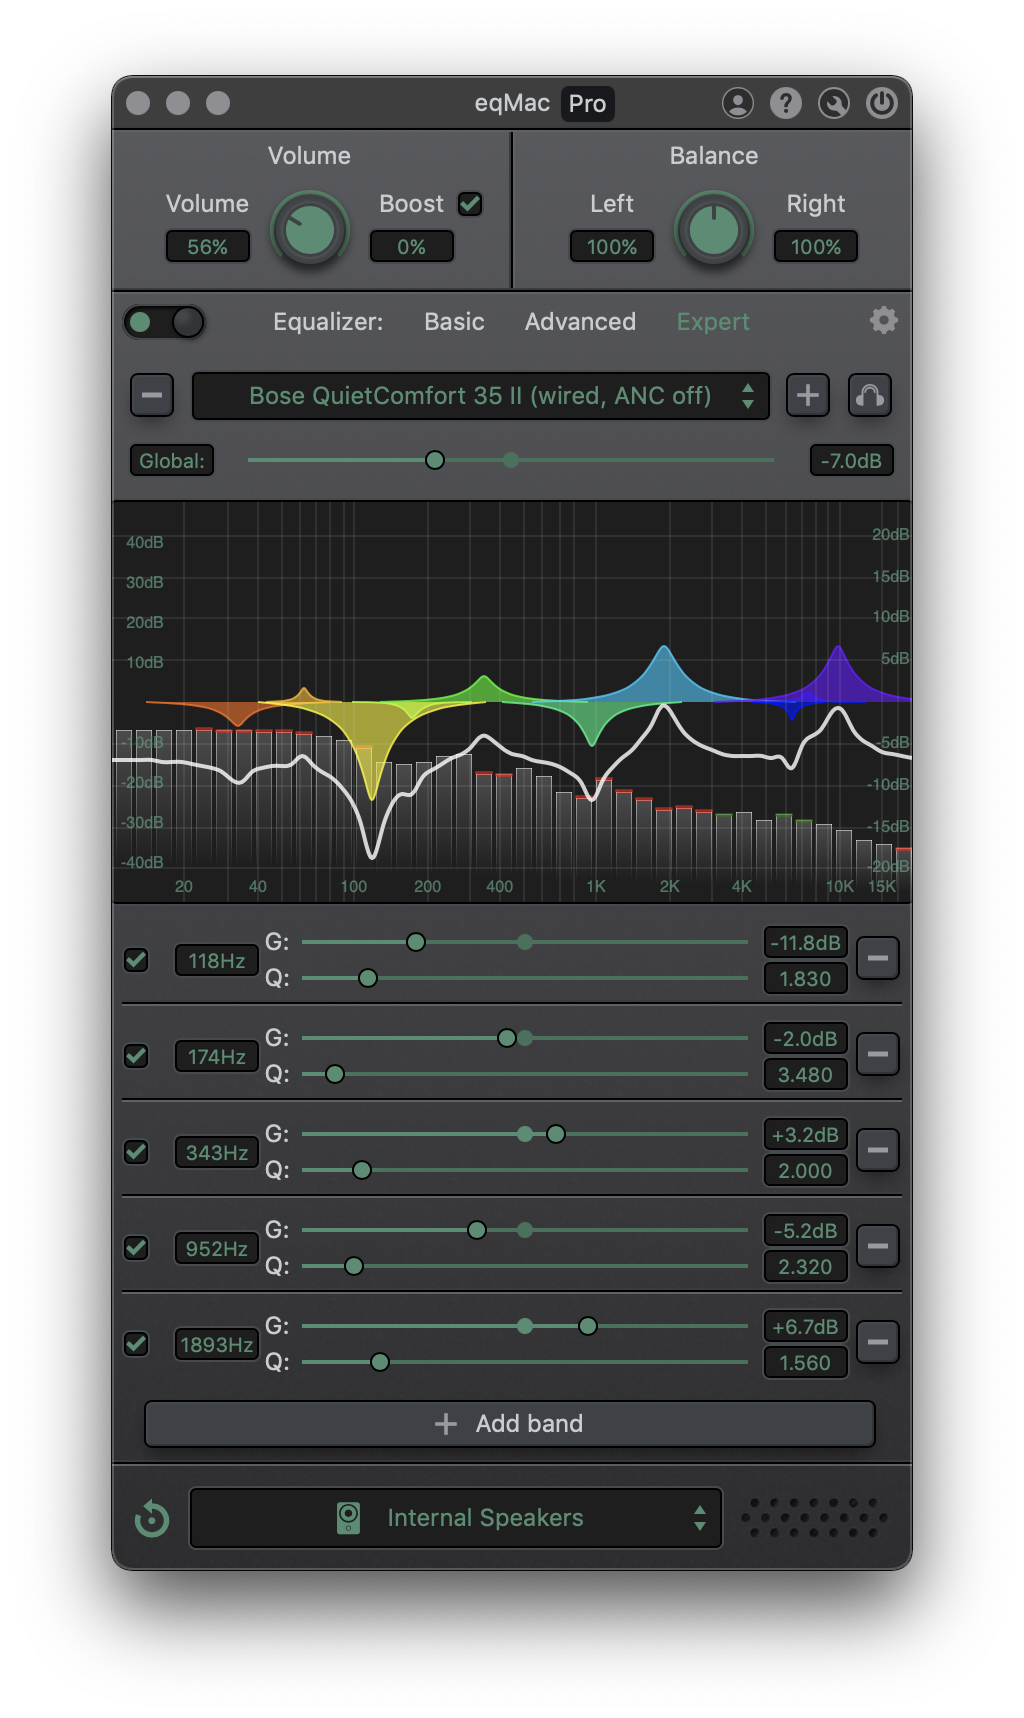 eqMac Pro
Volume
Balance
Volume
Boost
Left
Right
56%
0%
100%
100%
Equalizer:
Basic
Advanced
Expert
Bose QuietComfort 35 II (wired, ANC off)
Global:
-7.0dB
40dB
30dB
20dB
10dB
-10dB
-20dB
-30dB
-40dB
20dB
15dB
10dB
5dB
-5dB
-10dB
-15dB
-20dB
20
40
100
200
400
1K
2K
4K
10K
15K
118Hz
G:
-11.8dB
Q:
1.830
174Hz
G:
-2.0dB
Q:
3.480
343Hz
G:
+3.2dB
Q:
2.000
952Hz
G:
-5.2dB
Q:
2.320
1893Hz
G:
+6.7dB
Q:
1.560
Add band
Internal Speakers